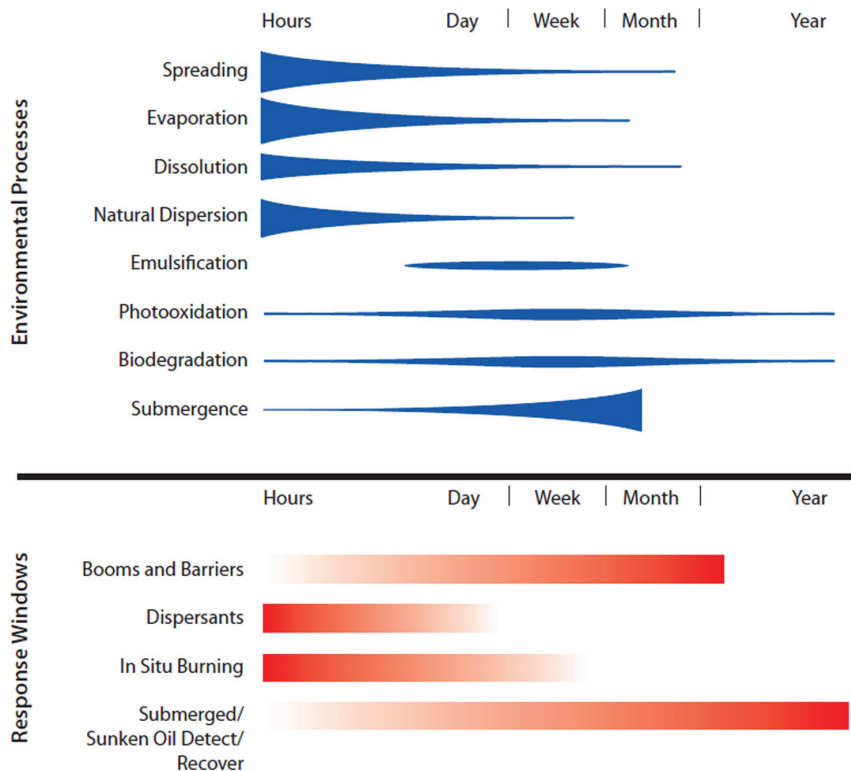 Hours Day Week Month Year
Environmental Processes
Spreading
Evaporation
Dissolution
Natural Dispersion
Emulsification
Photooxidation
Biodegradation
Submergence
Hours Day Week Month Year
Response Windows
Booms and Barriers
Dispersants
In Situ Burning
Submerged/
Sunken Oil Detect/
Recover